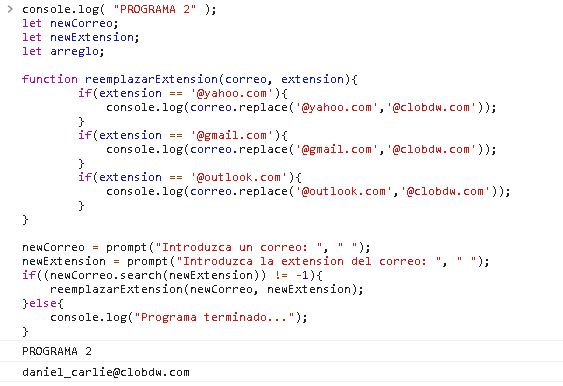 console.log( "PROGRAMA 2" );
let newCorreo;
let newExtension;
let arreglo;
function reemplazarExtension(correo, extension){
if(extension == '@yahoo.com'){
console.log(correo.replace('@yahoo.com','@clobdw.com'));
}
if(extension == '@gmail.com'){
console.log(correo.replace('@gmail.com','@clobdw.com'));
}
if(extension == '@outlook.com'){
console.log(correo.replace('@outlook.com','@clobdw.com'));
}
}
newCorreo = prompt("Introduzca un correo: ", " ");
newExtension = prompt("Introduzca la extension del correo: ", " ");
if((newCorreo.search(newExtension)) != -1){
reemplazarExtension(newCorreo, newExtension);
}else{
console.log("Programa terminado...");
}
PROGRAMA 2
daniel_carlie@clobdw.com